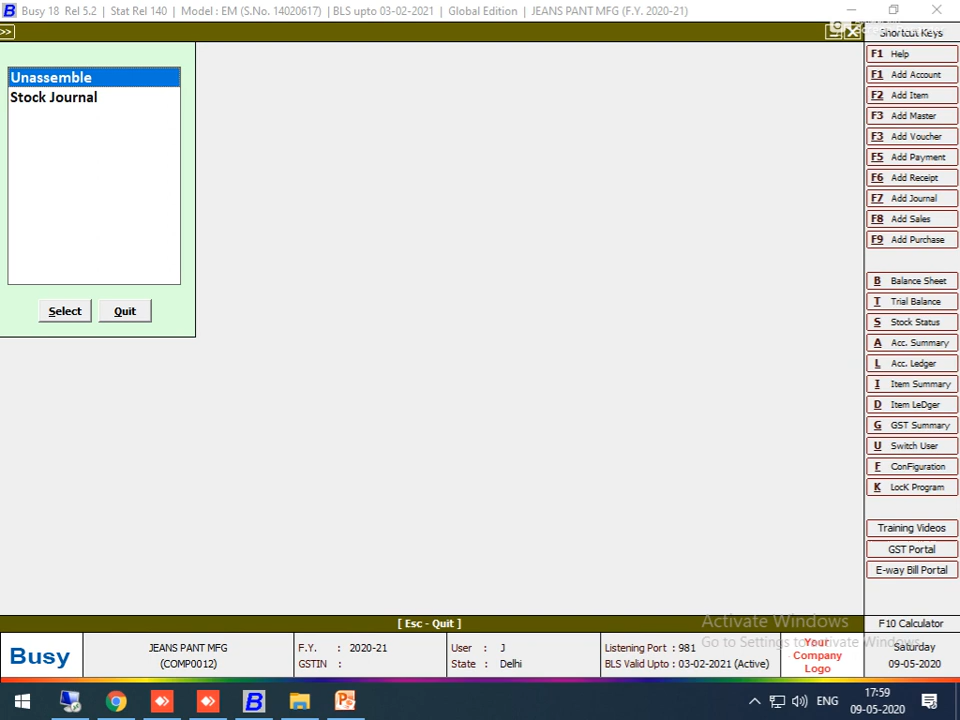 Busy 18 Rel 5.2 | Stat Rel 140 | Model : EM (S.No. 14020617) | BLS upto 03-02-2021 | Global Edition | JEANS PANT MFG (F.Y. 2020-21)
>>
Unassemble
Stock Journal
Select Quit
Shortcut Keys
F1 Help
F1 Add Account
F2 Add Item
F3 Add Master
F3 Add Voucher
F5 Add Payment
F6 Add Receipt
F7 Add Journal
F8 Add Sales
F9 Add Purchase
B Balance Sheet
T Trial Balance
S Stock Status
A Acc. Summary
L Acc. Ledger
I Item Summary
D Item LeDger
G GST Summary
U Switch User
F ConFiguration
K LocK Program
Training Videos
GST Portal
E-way Bill Portal
[ Esc - Quit ]
F10 Calculator
Activate Windows
Go to Settings to activate Windows.
Busy
JEANS PANT MFG
(COMP0012)
F.Y. : 2020-21
GSTIN :
User : J
State : Delhi
Listening Port : 981
BLS Valid Upto : 03-02-2021 (Active)
Your
Company
Logo
Saturday
09-05-2020
ENG
17:59
09-05-2020